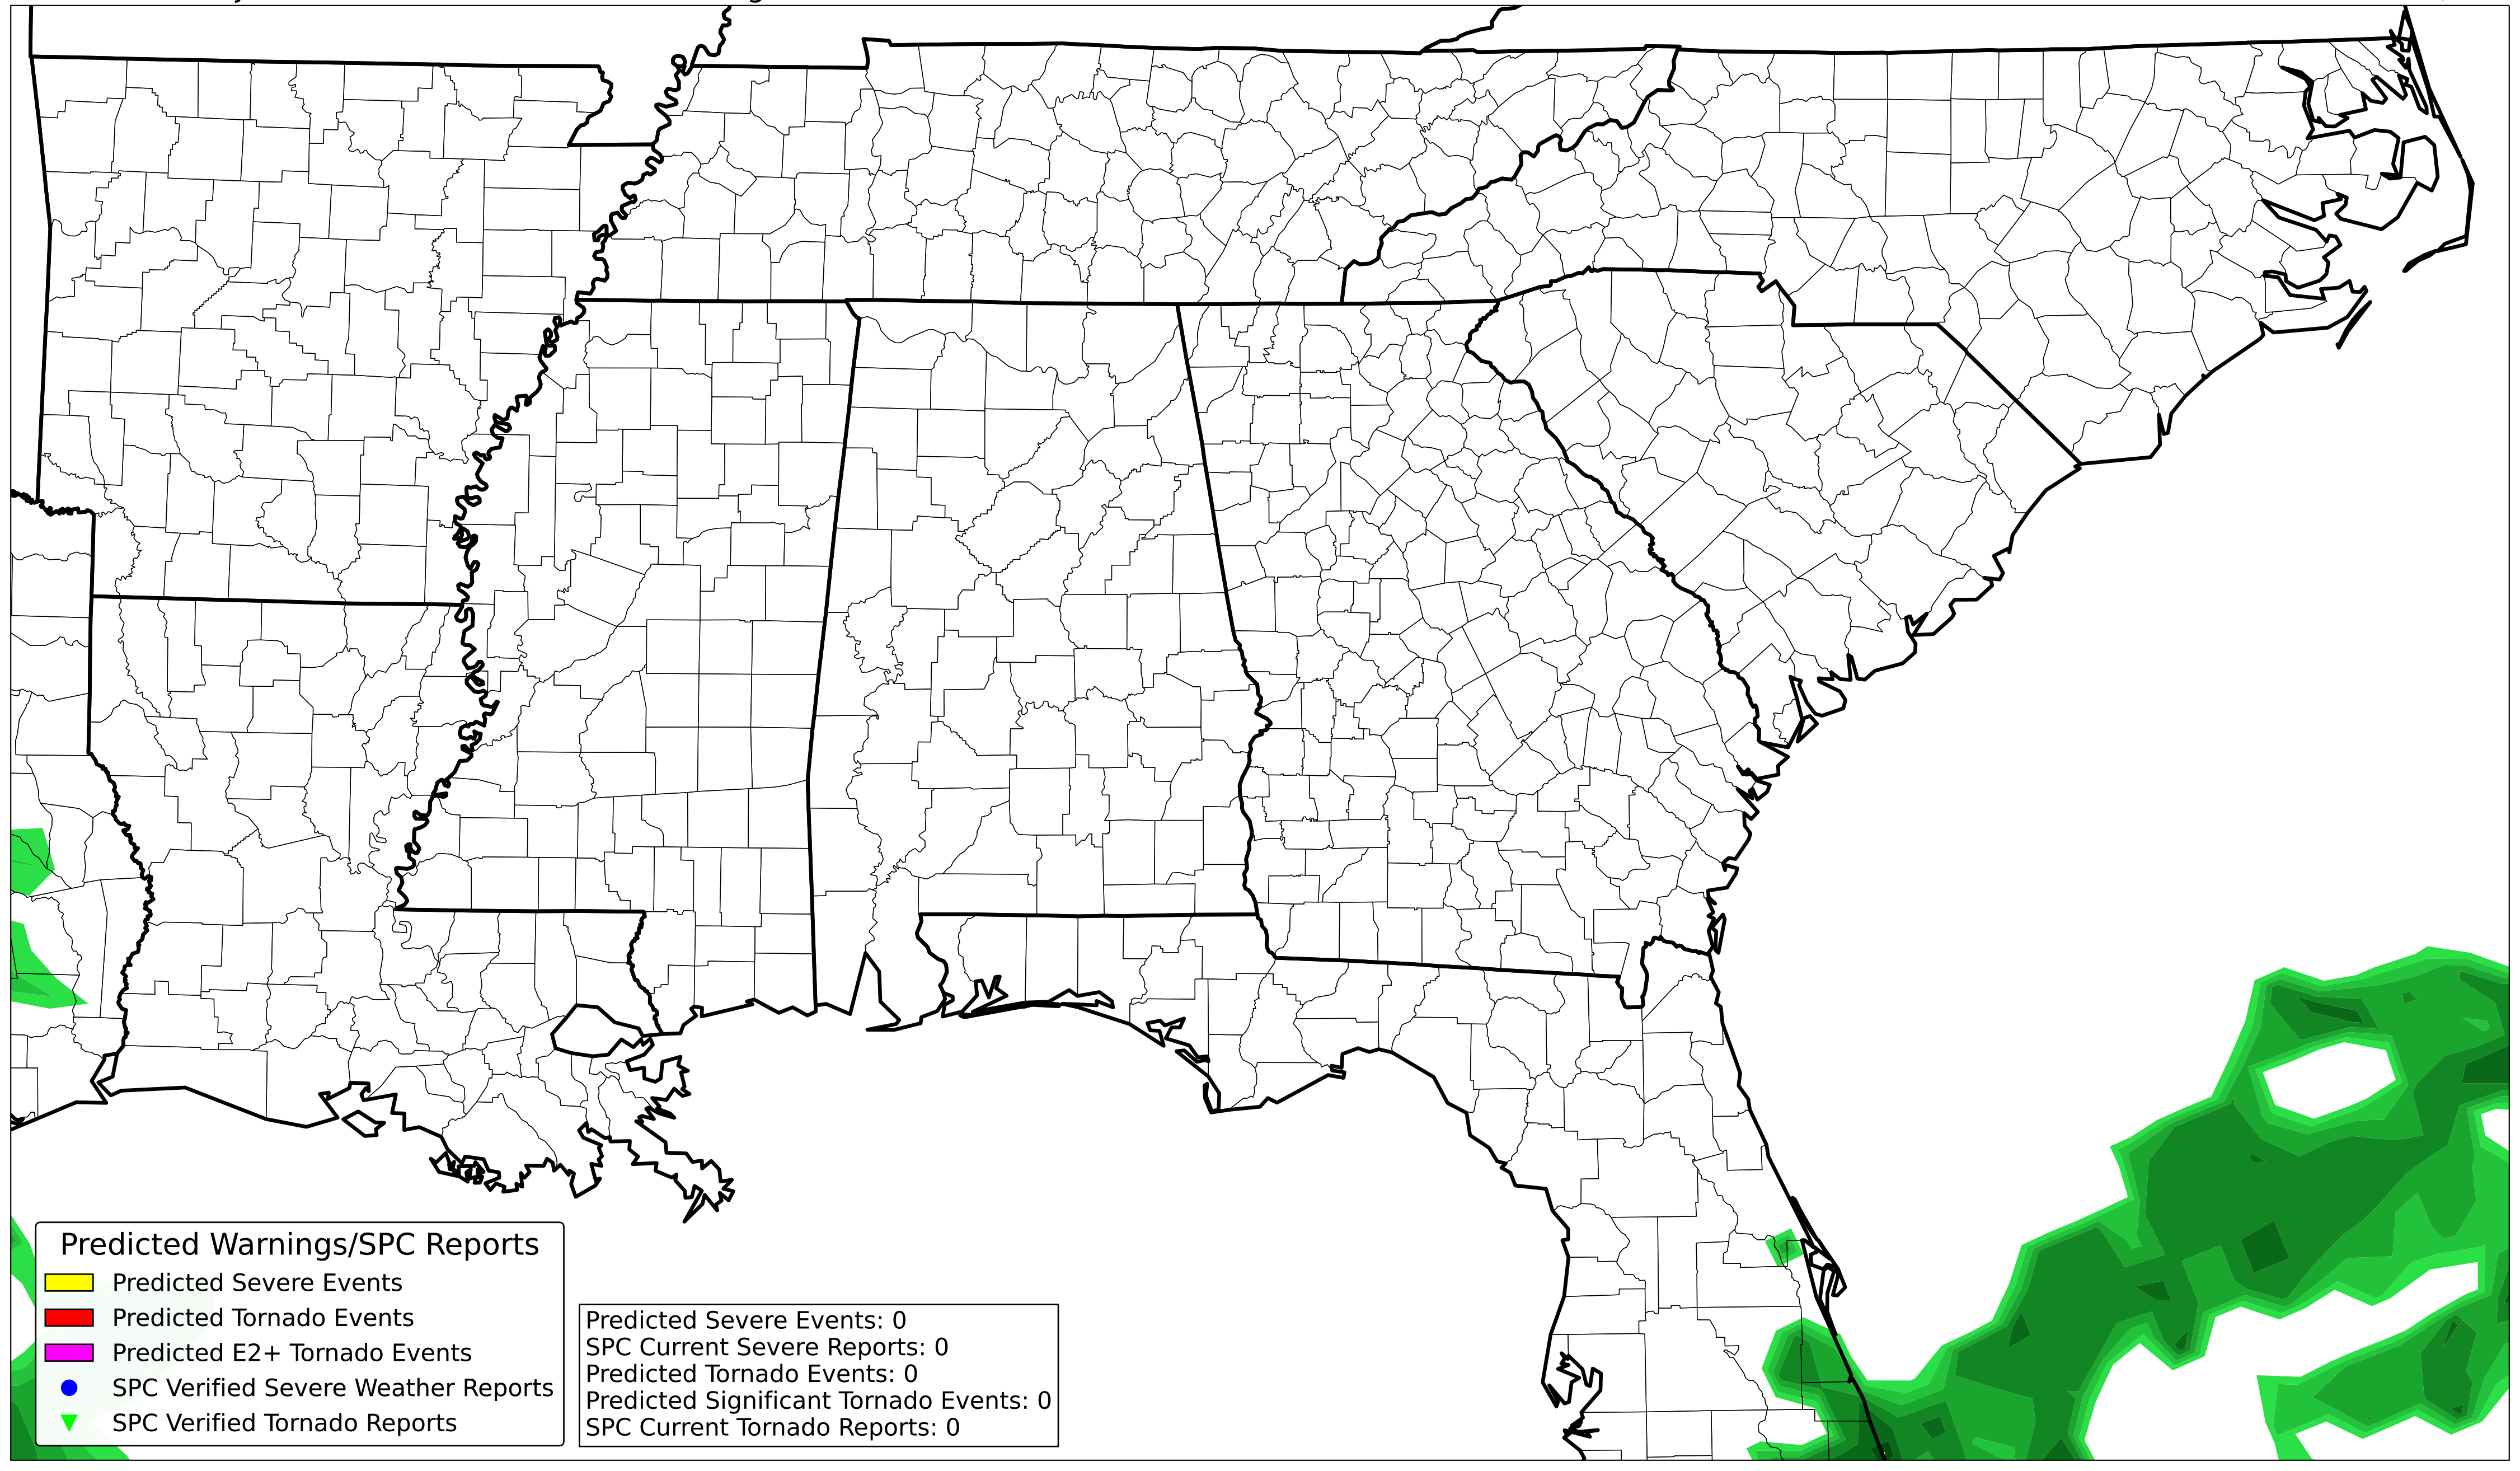 Predicted Warnings/SPC Reports
Predicted Severe Events
Predicted Tornado Events
Predicted E2+ Tornado Events
SPC Verified Severe Weather Reports
SPC Verified Tornado Reports
Predicted Severe Events: 0
SPC Current Severe Reports: 0
Predicted Tornado Events: 0
Predicted Significant Tornado Events: 0
SPC Current Tornado Reports: 0